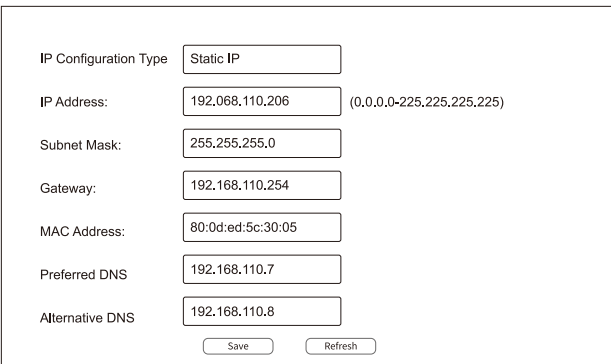 IP Configuration Type Static IP
IP Address: 192.068.110.206 (0.0.0.0-225.225.225.225)
Subnet Mask: 255.255.255.0
Gateway: 192.168.110.254
MAC Address: 80:0d:ed:5c:30:05
Preferred DNS 192.168.110.7
Alternative DNS 192.168.110.8
Save Refresh